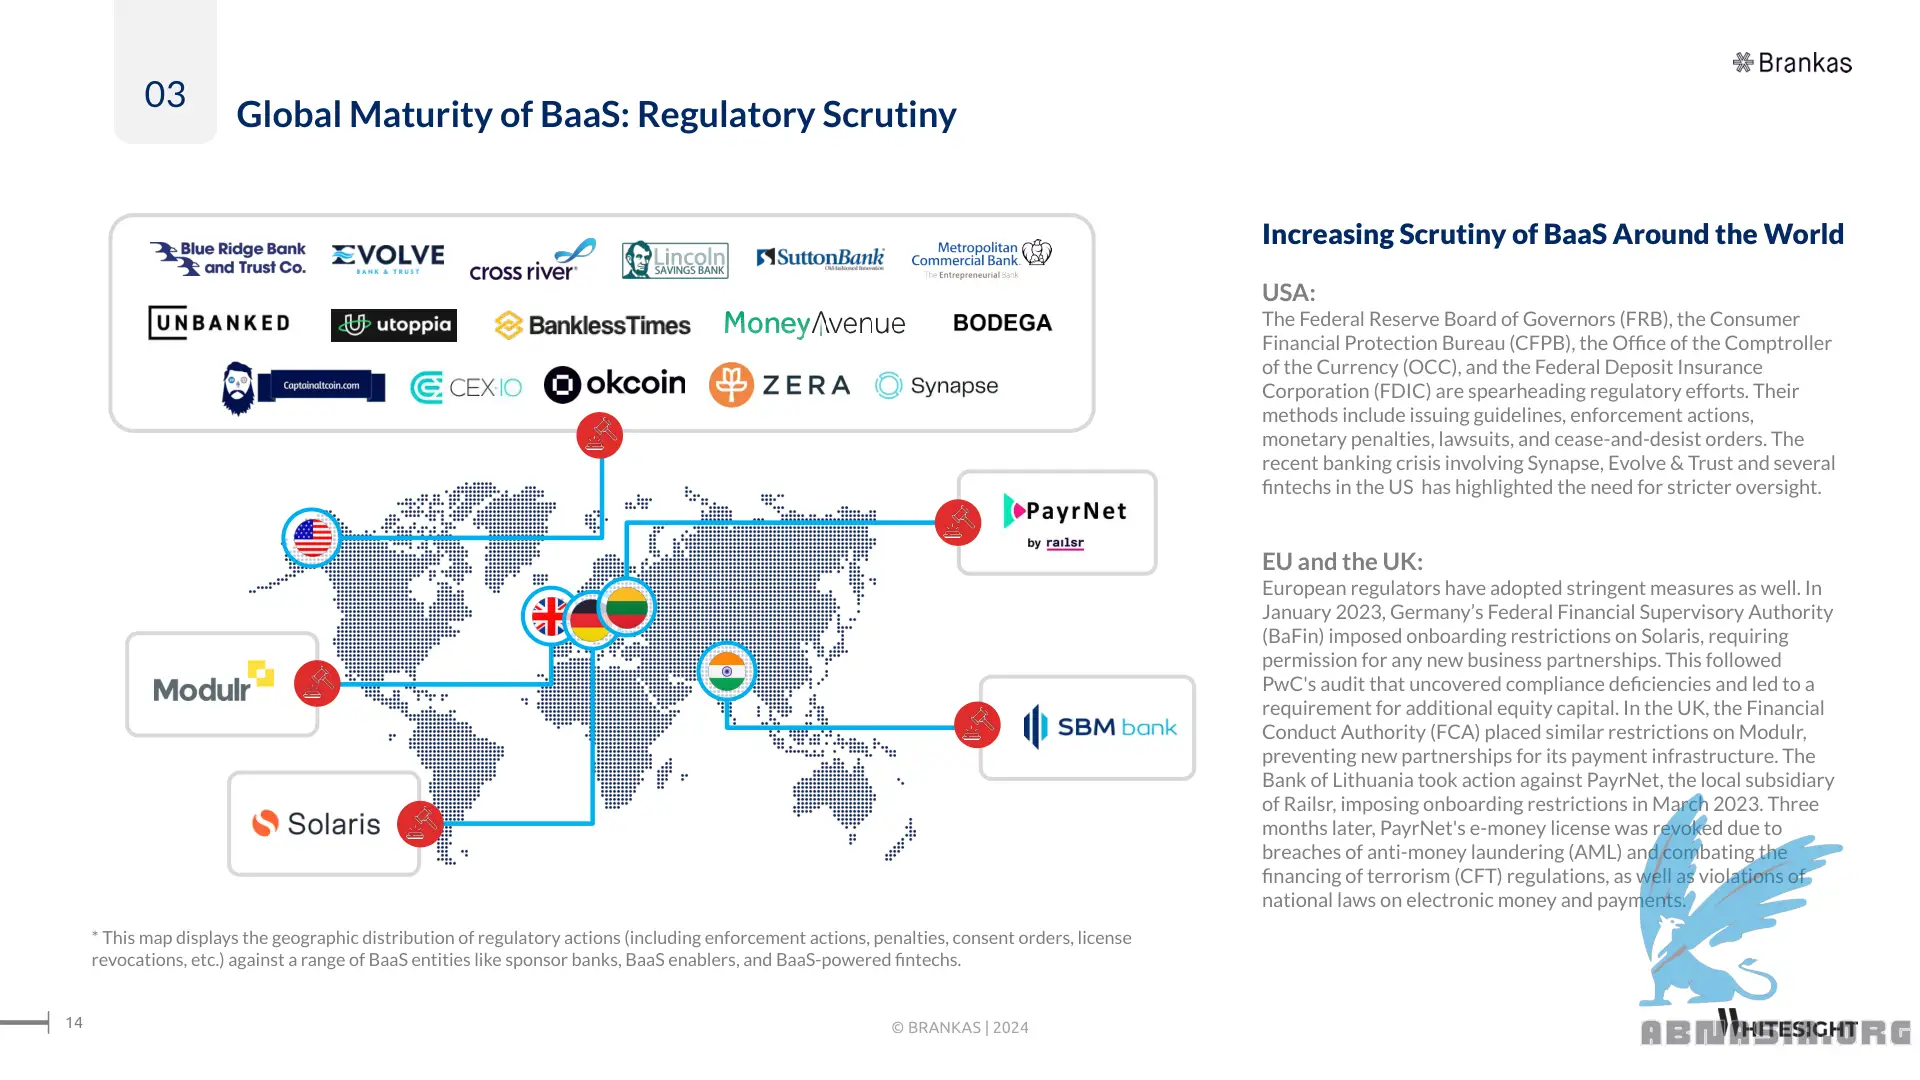 03
Brankas
Global Maturity of BaaS: Regulatory Scrutiny
Blue Ridge Bank
and Trust Co.
EVOLVE
BANK & TRUST
cross river
Lincoln
SAVINGS BANK
SuttonBank
Metropolitan
Commercial Bank
The Entrepreneurial Bank
UNBANKED
utoppia
BanklessTimes
MoneyAvenue
BODEGA
Captainaltcoin.com
CEX.IO
okcoin
ZERA
Synapse
PayrNet
by railsr
Modulr
SBM bank
Solaris
* This map displays the geographic distribution of regulatory actions (including enforcement actions, penalties, consent orders, license
revocations, etc.) against a range of BaaS entities like sponsor banks, BaaS enablers, and BaaS-powered fintechs.
Increasing Scrutiny of BaaS Around the World
USA:
The Federal Reserve Board of Governors (FRB), the Consumer
Financial Protection Bureau (CFPB), the Office of the Comptroller
of the Currency (OCC), and the Federal Deposit Insurance
Corporation (FDIC) are spearheading regulatory efforts. Their
methods include issuing guidelines, enforcement actions,
monetary penalties, lawsuits, and cease-and-desist orders. The
recent banking crisis involving Synapse, Evolve & Trust and several
fintechs in the US has highlighted the need for stricter oversight.
EU and the UK:
European regulators have adopted stringent measures as well. In
January 2023, Germany’s Federal Financial Supervisory Authority
(BaFin) imposed onboarding restrictions on Solaris, requiring
permission for any new business partnerships. This followed
PwC's audit that uncovered compliance deficiencies and led to a
requirement for additional equity capital. In the UK, the Financial
Conduct Authority (FCA) placed similar restrictions on Modulr,
preventing new partnerships for its payment infrastructure. The
Bank of Lithuania took action against PayrNet, the local subsidiary
of Railsr, imposing onboarding restrictions in March 2023. Three
months later, PayrNet's e-money license was revoked due to
breaches of anti-money laundering (AML) and combating the
financing of terrorism (CFT) regulations, as well as violations of
national laws on electronic money and payments.
14
© BRANKAS | 2024
WHITESIGHT
ABNASIA.ORG